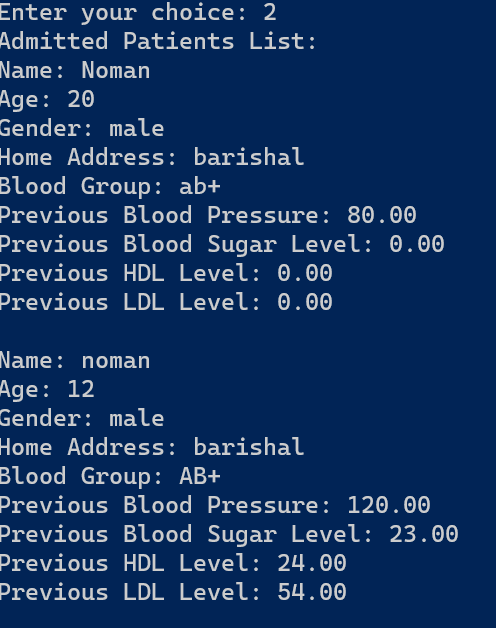 Enter your choice: 2
Admitted Patients List:
Name: Noman
Age: 20
Gender: male
Home Address: barishal
Blood Group: ab+
Previous Blood Pressure: 80.00
Previous Blood Sugar Level: 0.00
Previous HDL Level: 0.00
Previous LDL Level: 0.00

Name: noman
Age: 12
Gender: male
Home Address: barishal
Blood Group: AB+
Previous Blood Pressure: 120.00
Previous Blood Sugar Level: 23.00
Previous HDL Level: 24.00
Previous LDL Level: 54.00